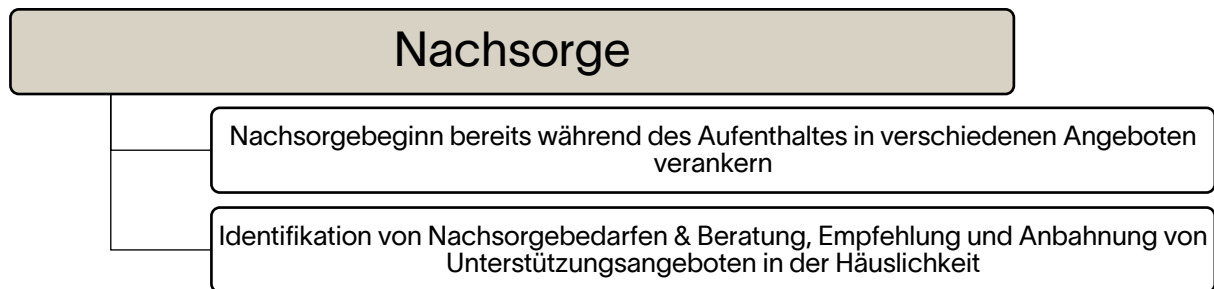 Nachsorge
Nachsorgebeginn bereits während des Aufenthaltes in verschiedenen Angeboten
verankern
Identifikation von Nachsorgebedarfen & Beratung, Empfehlung und Anbahnung von
Unterstützungsangeboten in der Häuslichkeit